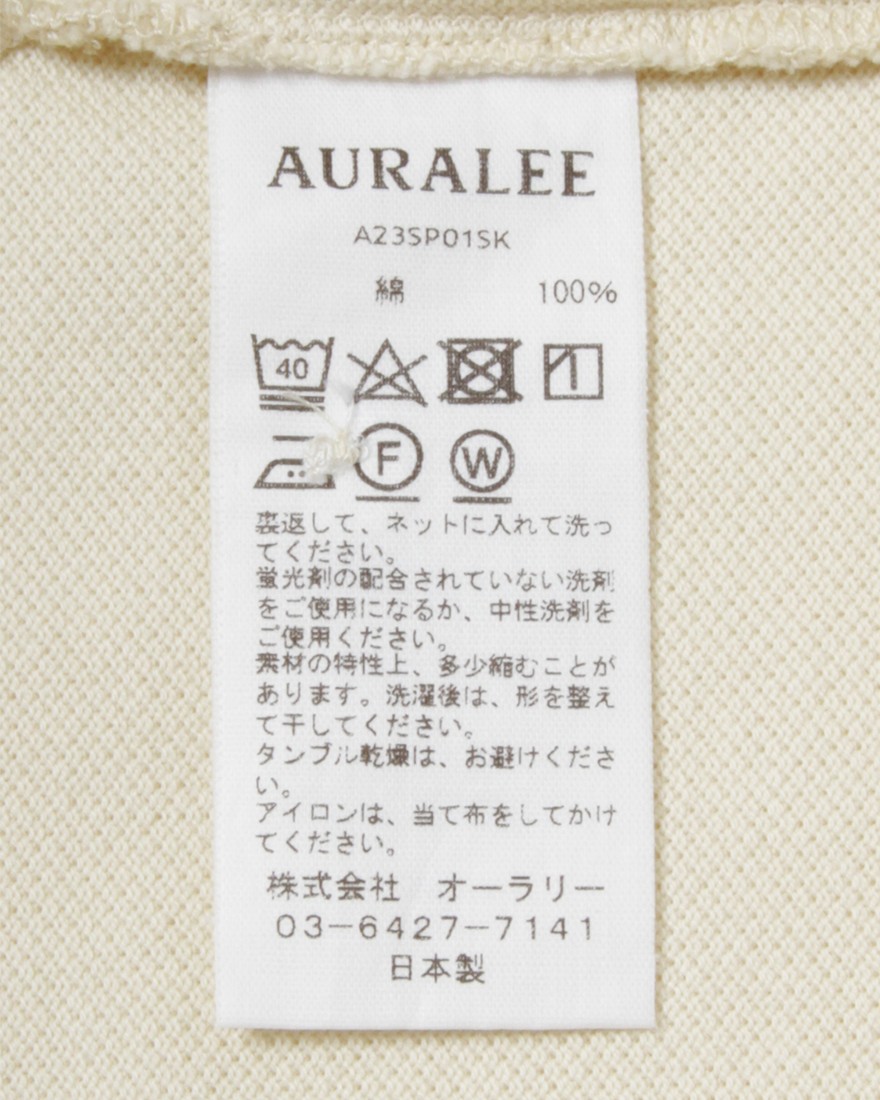 AURALEE
A23SP01SK
綿 100%
40
F W
裏返して、ネットに入れて洗っ
てください。
蛍光剤の配合されていない洗剤
をご使用になるか、中性洗剤を
ご使用ください。
素材の特性上、多少縮むことが
あります。洗濯後は、形を整え
て干してください。
タンブル乾燥は、お避けくださ
い。
アイロンは、当て布をしてかけ
てください。
株式会社　オーラリー
03-6427-7141
日本製